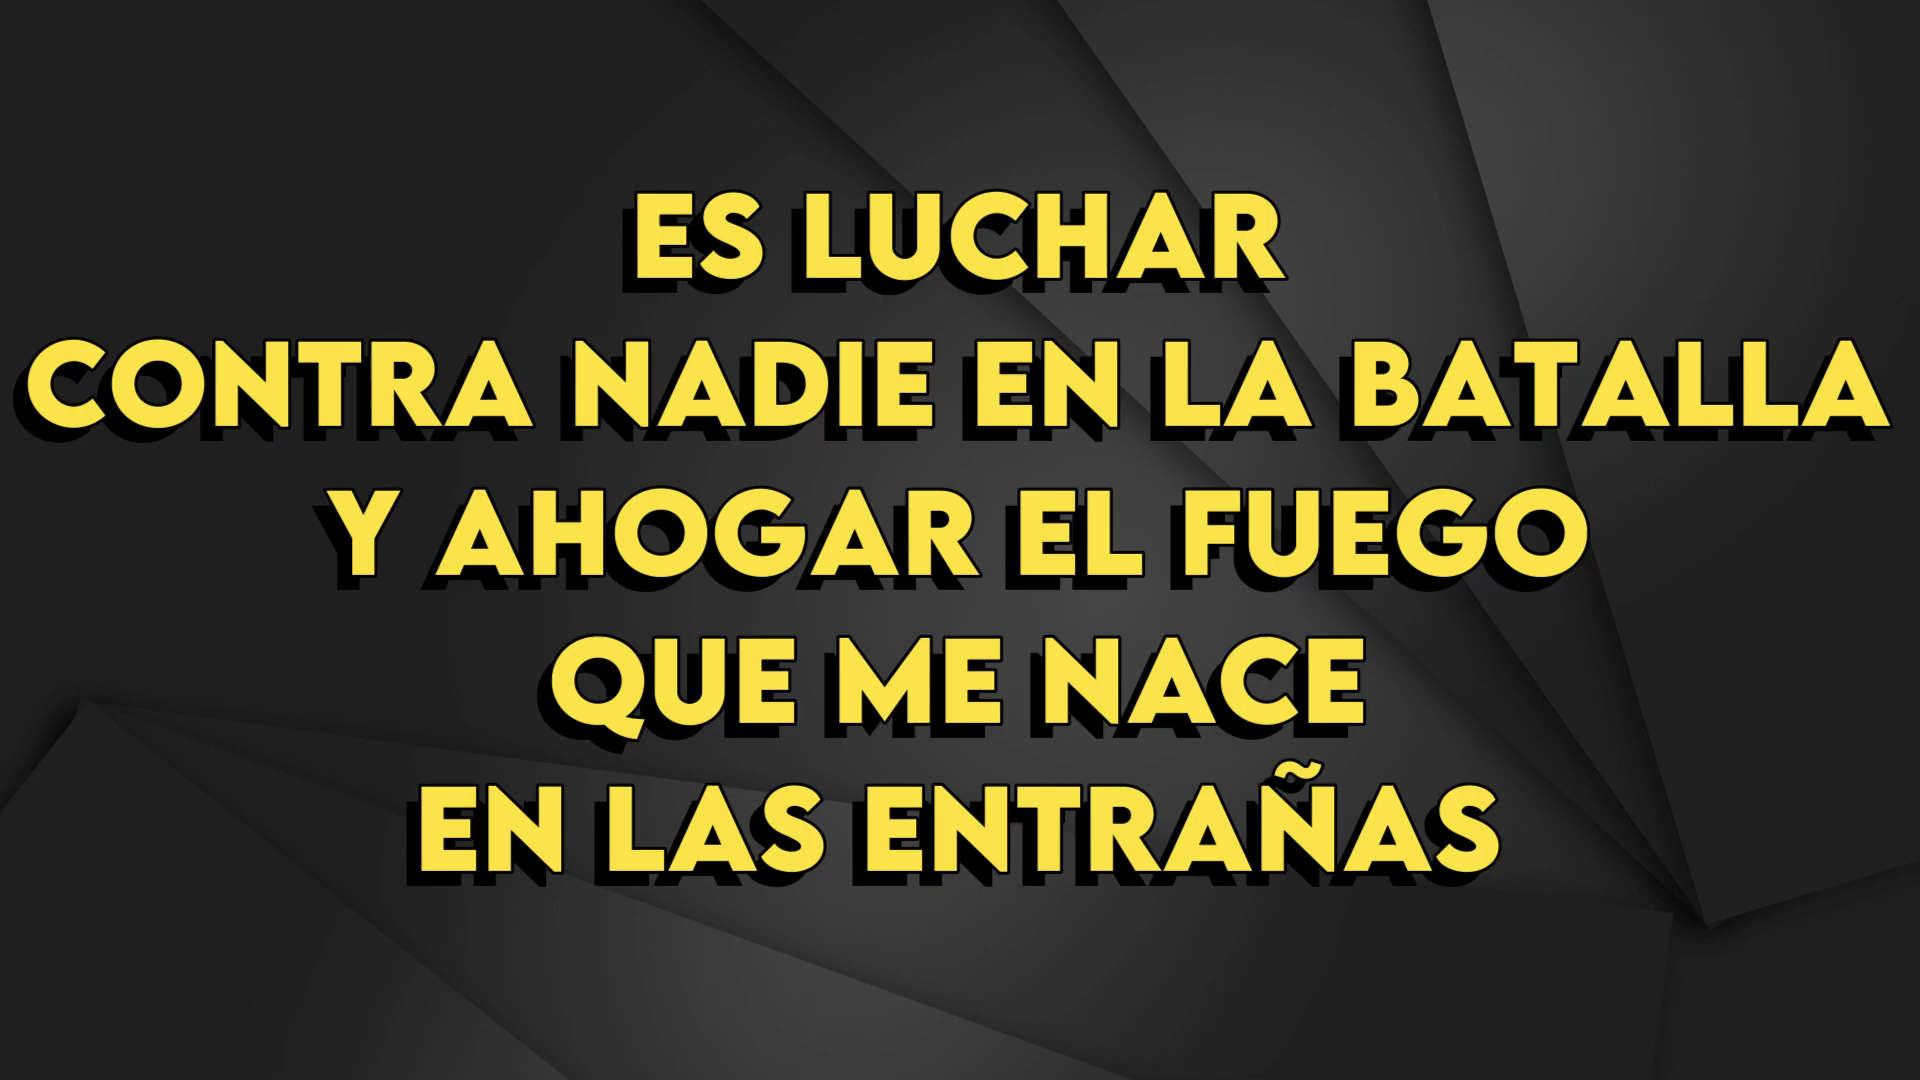 ES LUCHAR
CONTRA NADIE EN LA BATALLA
Y AHOGAR EL FUEGO
QUE ME NACE
EN LAS ENTRAÑAS